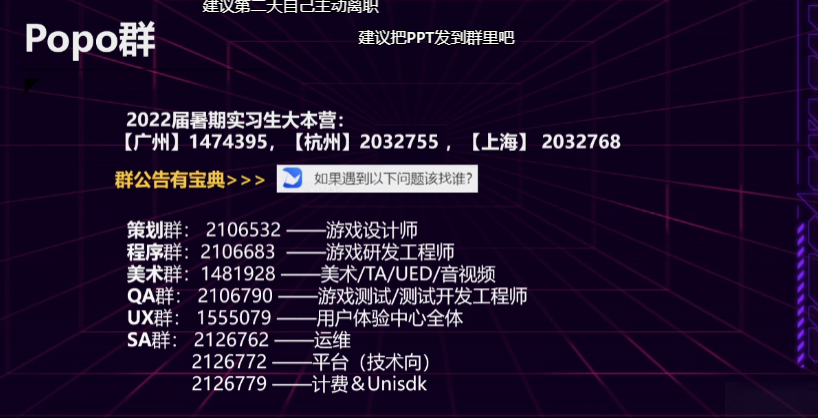 建议第二天自己主动离职
Popo群
建议把PPT发到群里吧
2022届暑期实习生大本营：
【广州】1474395，【杭州】2032755 ，【上海】 2032768
群公告有宝典>>> 如果遇到以下问题该找谁?
策划群： 2106532 ——游戏设计师
程序群：2106683 ——游戏研发工程师
美术群：1481928 ——美术/TA/UED/音视频
QA群： 2106790 ——游戏测试/测试开发工程师
UX群： 1555079 ——用户体验中心全体
SA群： 2126762 ——运维
2126772 ——平台（技术向）
2126779 ——计费＆Unisdk